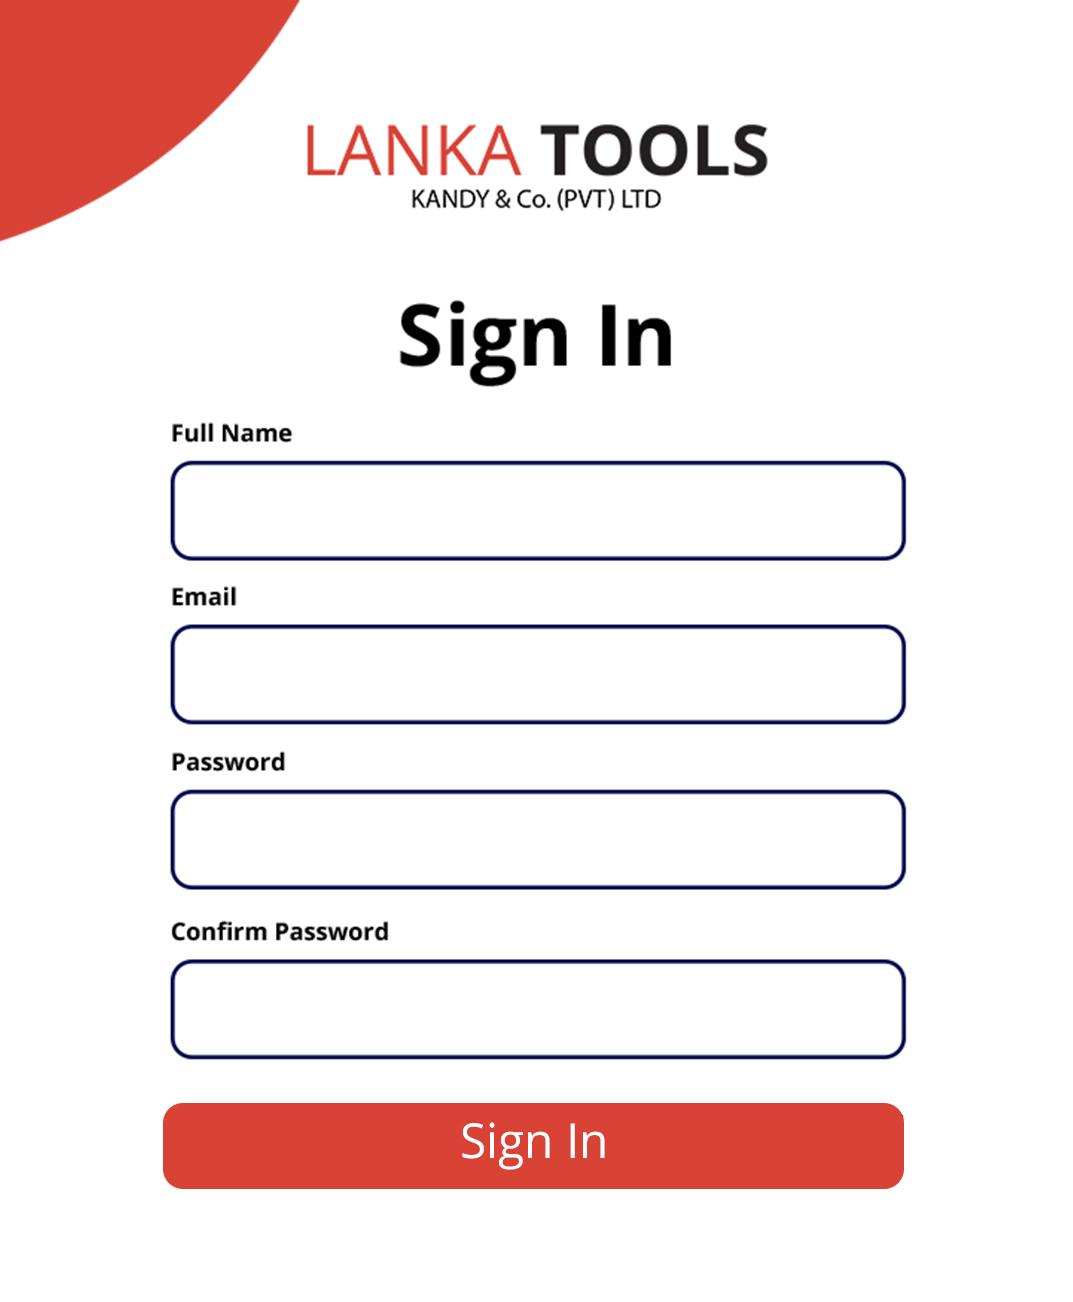 LANKA TOOLS
KANDY & Co. (PVT) LTD
Sign In
Full Name
Email
Password
Confirm Password
Sign In